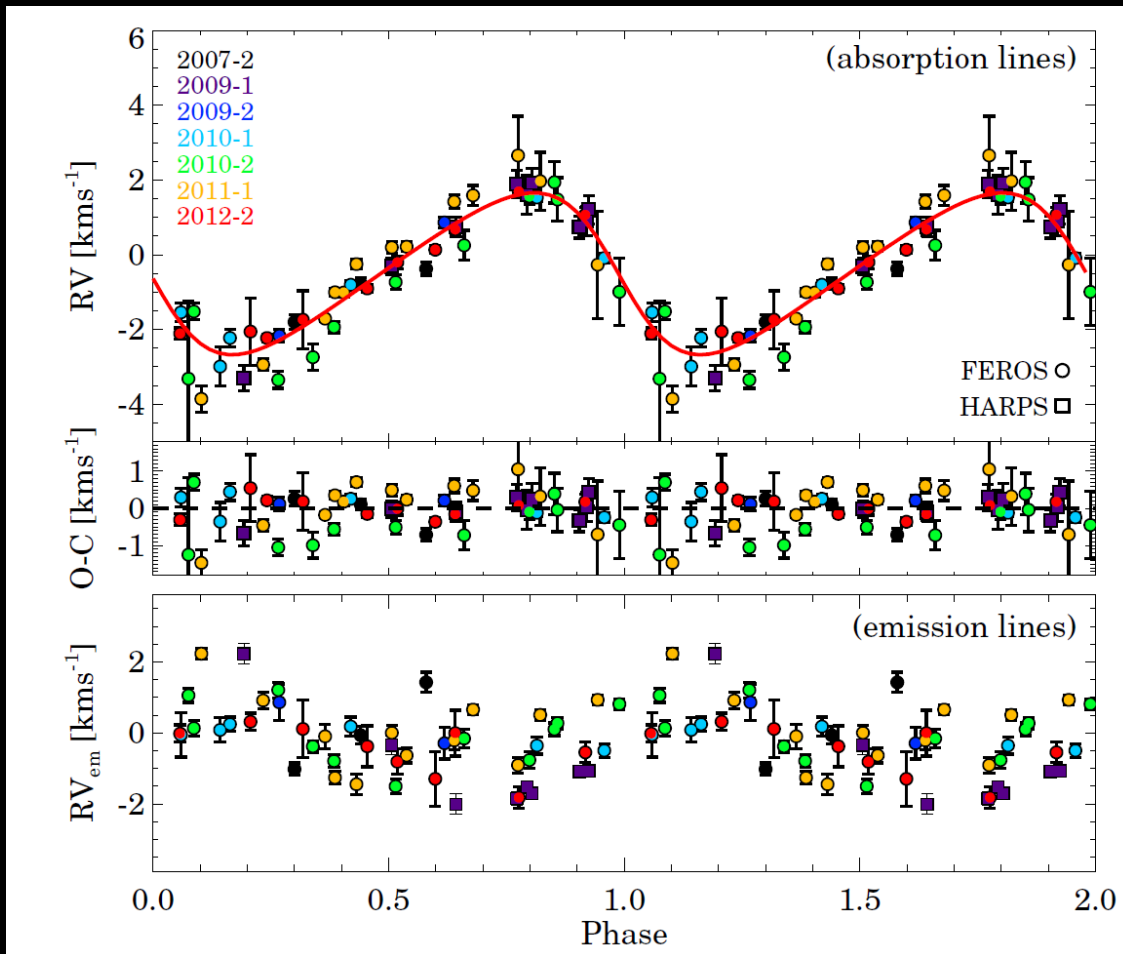 (absorption lines)
2007-2
2009-1
2009-2
2010-1
2010-2
2011-1
2012-2
FEROS
HARPS
RV [kms⁻¹]
6
4
2
0
-2
-4
O-C [kms⁻¹]
1
0
-1
(emission lines)
RVem [kms⁻¹]
2
0
-2
0.0 0.5 1.0 1.5 2.0
Phase